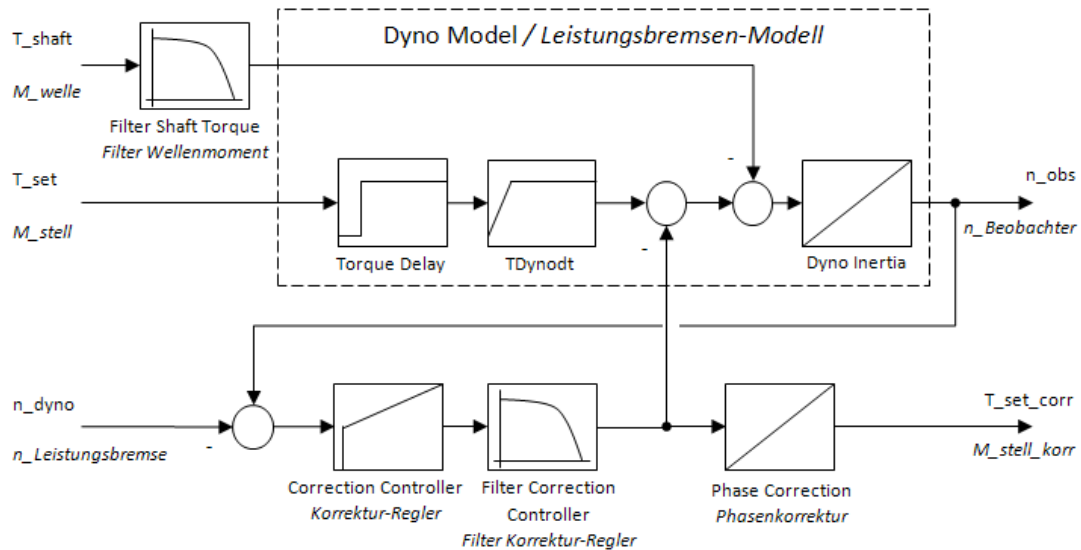 Dyno Model / Leistungsbremsen-Modell
T_shaft
M_welle
Filter Shaft Torque
Filter Wellenmoment
-
T_set
M_stell
Torque Delay
TDynodt
-
Dyno Inertia
n_obs
n_Beobachter
n_dyno
n_Leistungsbremse
-
Correction Controller
Korrektur-Regler
Filter Correction
Controller
Filter Korrektur-Regler
Phase Correction
Phasenkorrektur
T_set_corr
M_stell_korr